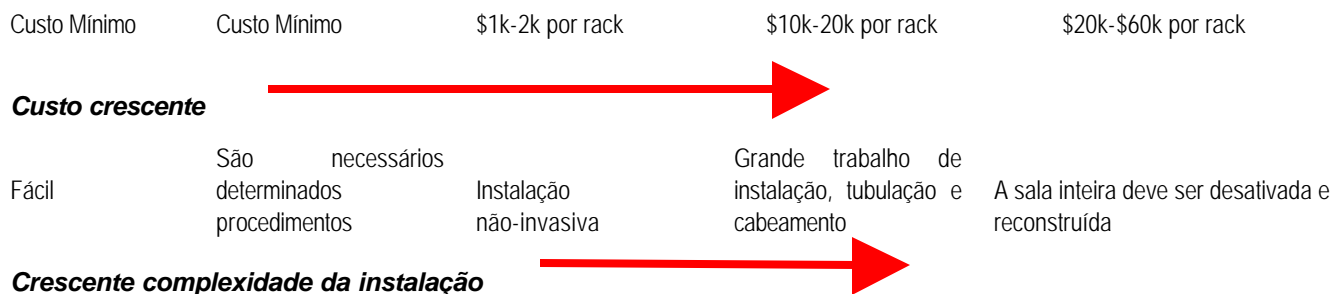 Custo Mínimo Custo Mínimo $1k-2k por rack $10k-20k por rack $20k-$60k por rack
Custo crescente
Fácil
São necessários
determinados
procedimentos
Instalação
não-invasiva
Grande trabalho de
instalação, tubulação e
cabeamento
A sala inteira deve ser desativada e
reconstruída
Crescente complexidade da instalação